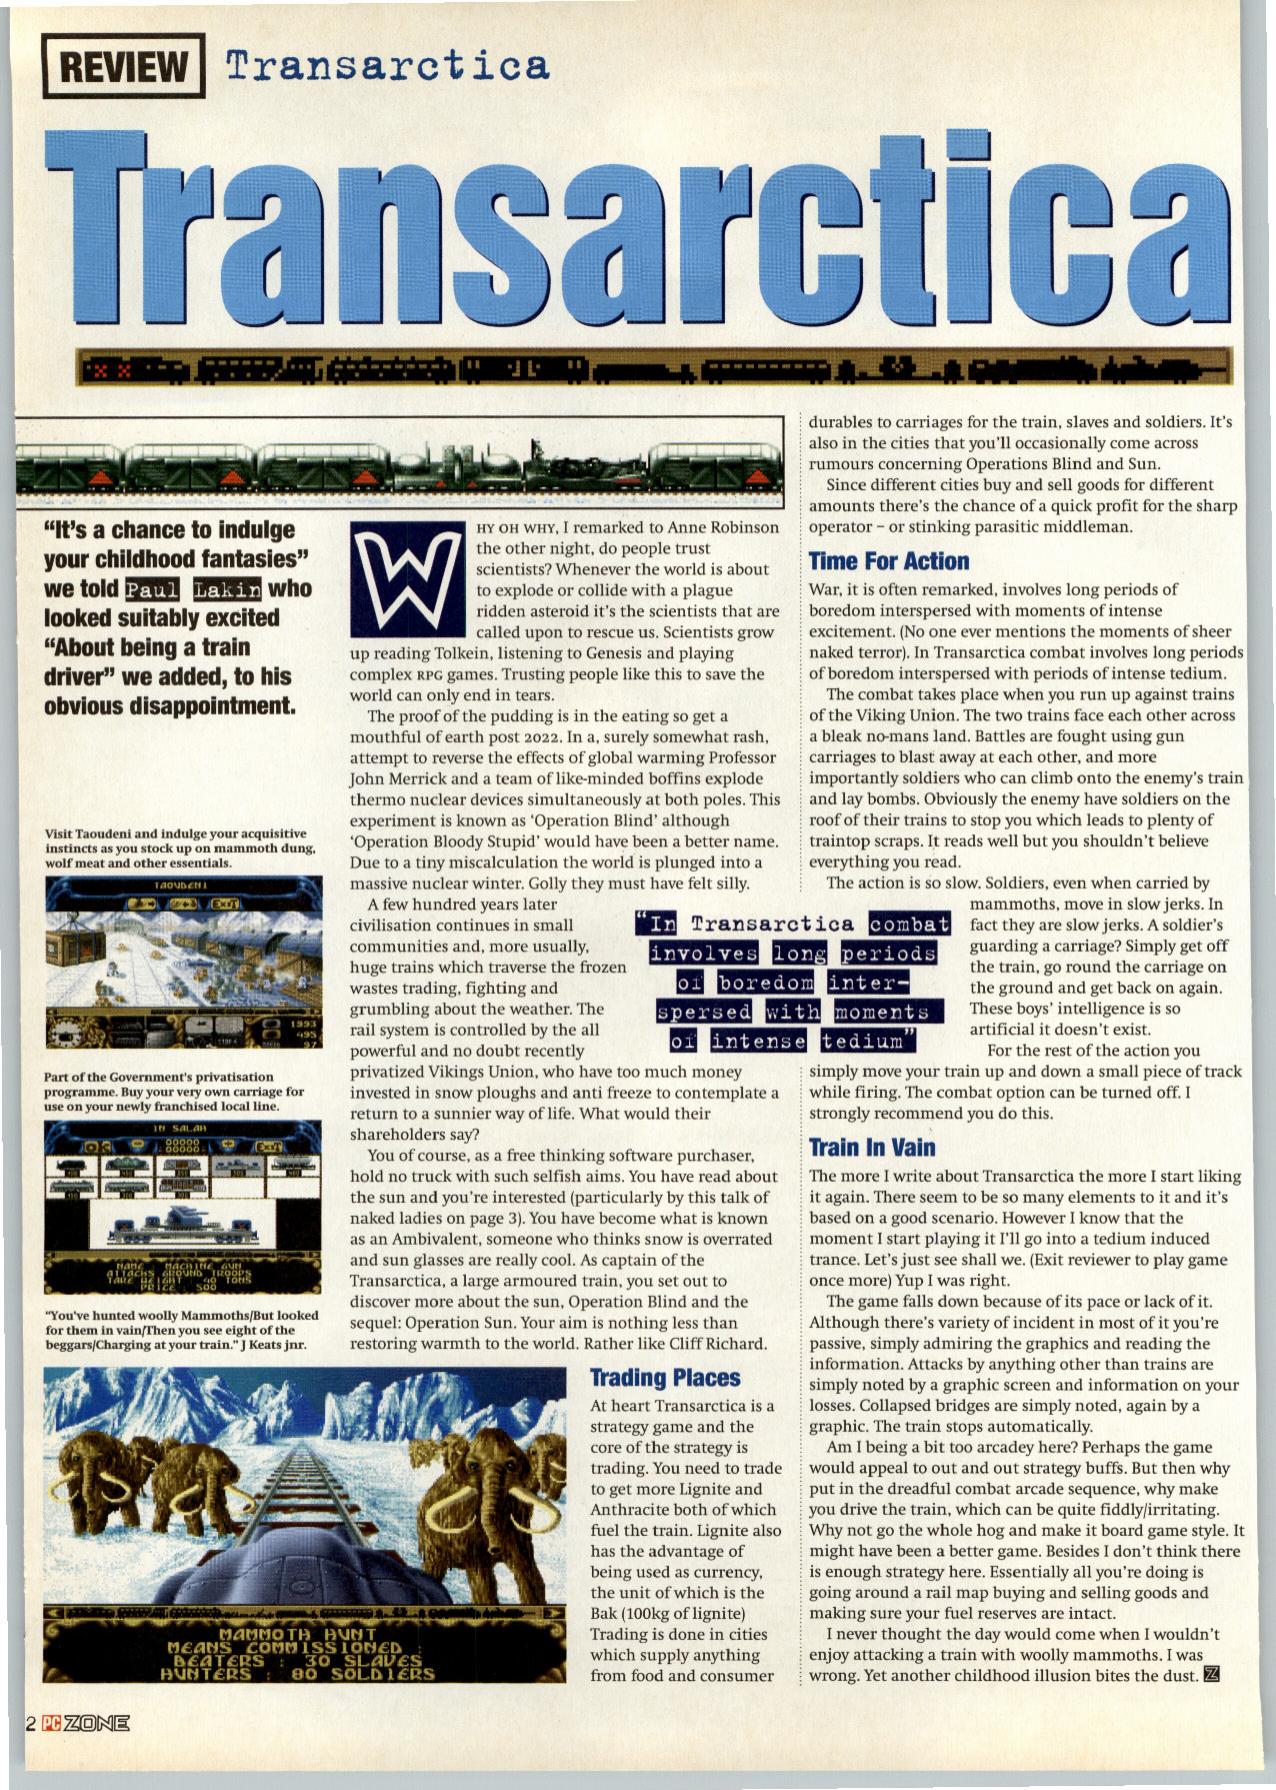 REVIEW Transarctica
Transarctica
"It's a chance to indulge
your childhood fantasies"
we told Paul Lakin who
looked suitably excited
"About being a train
driver" we added, to his
obvious disappointment.
Visit Taoudeni and indulge your acquisitive
instincts as you stock up on mammoth dung,
wolf meat and other essentials.
TAOUDENI
EXIT
1993
495
97
Part of the Government's privatisation
programme. Buy your very own carriage for
use on your newly franchised local line.
IN SALAH
OK
00000
00000
EXIT
NAME : MACHINE GUN
ATTACKS GROUND TROOPS
TARE WEIGHT : 40 TONS
PRICE : 500
"You've hunted woolly Mammoths/But looked
for them in vain/Then you see eight of the
beggars/Charging at your train." J Keats jnr.
MAMMOTH HUNT
MEANS COMMISSIONED :
BEATERS : 30 SLAVES
HUNTERS : 80 SOLDIERS
WHY OH WHY, I remarked to Anne Robinson
the other night, do people trust
scientists? Whenever the world is about
to explode or collide with a plague
ridden asteroid it's the scientists that are
called upon to rescue us. Scientists grow
up reading Tolkein, listening to Genesis and playing
complex RPG games. Trusting people like this to save the
world can only end in tears.
The proof of the pudding is in the eating so get a
mouthful of earth post 2022. In a, surely somewhat rash,
attempt to reverse the effects of global warming Professor
John Merrick and a team of like-minded boffins explode
thermo nuclear devices simultaneously at both poles. This
experiment is known as 'Operation Blind' although
'Operation Bloody Stupid' would have been a better name.
Due to a tiny miscalculation the world is plunged into a
massive nuclear winter. Golly they must have felt silly.
A few hundred years later
civilisation continues in small
communities and, more usually,
huge trains which traverse the frozen
wastes trading, fighting and
grumbling about the weather. The
rail system is controlled by the all
powerful and no doubt recently
privatized Vikings Union, who have too much money
invested in snow ploughs and anti freeze to contemplate a
return to a sunnier way of life. What would their
shareholders say?
You of course, as a free thinking software purchaser,
hold no truck with such selfish aims. You have read about
the sun and you're interested (particularly by this talk of
naked ladies on page 3). You have become what is known
as an Ambivalent, someone who thinks snow is overrated
and sun glasses are really cool. As captain of the
Transarctica, a large armoured train, you set out to
discover more about the sun, Operation Blind and the
sequel: Operation Sun. Your aim is nothing less than
restoring warmth to the world. Rather like Cliff Richard.
Trading Places
At heart Transarctica is a
strategy game and the
core of the strategy is
trading. You need to trade
to get more Lignite and
Anthracite both of which
fuel the train. Lignite also
has the advantage of
being used as currency,
the unit of which is the
Bak (100kg of lignite)
Trading is done in cities
which supply anything
from food and consumer
"In Transarctica combat
involves long periods
of boredom inter-
spersed with moments
of intense tedium"
durables to carriages for the train, slaves and soldiers. It's
also in the cities that you'll occasionally come across
rumours concerning Operations Blind and Sun.
Since different cities buy and sell goods for different
amounts there's the chance of a quick profit for the sharp
operator – or stinking parasitic middleman.
Time For Action
War, it is often remarked, involves long periods of
boredom interspersed with moments of intense
excitement. (No one ever mentions the moments of sheer
naked terror). In Transarctica combat involves long periods
of boredom interspersed with periods of intense tedium.
The combat takes place when you run up against trains
of the Viking Union. The two trains face each other across
a bleak no-mans land. Battles are fought using gun
carriages to blast away at each other, and more
importantly soldiers who can climb onto the enemy's train
and lay bombs. Obviously the enemy have soldiers on the
roof of their trains to stop you which leads to plenty of
traintop scraps. It reads well but you shouldn't believe
everything you read.
The action is so slow. Soldiers, even when carried by
mammoths, move in slow jerks. In
fact they are slow jerks. A soldier's
guarding a carriage? Simply get off
the train, go round the carriage on
the ground and get back on again.
These boys' intelligence is so
artificial it doesn't exist.
For the rest of the action you
simply move your train up and down a small piece of track
while firing. The combat option can be turned off. I
strongly recommend you do this.
Train In Vain
The more I write about Transarctica the more I start liking
it again. There seem to be so many elements to it and it's
based on a good scenario. However I know that the
moment I start playing it I'll go into a tedium induced
trance. Let's just see shall we. (Exit reviewer to play game
once more) Yup I was right.
The game falls down because of its pace or lack of it.
Although there's variety of incident in most of it you're
passive, simply admiring the graphics and reading the
information. Attacks by anything other than trains are
simply noted by a graphic screen and information on your
losses. Collapsed bridges are simply noted, again by a
graphic. The train stops automatically.
Am I being a bit too arcadey here? Perhaps the game
would appeal to out and out strategy buffs. But then why
put in the dreadful combat arcade sequence, why make
you drive the train, which can be quite fiddly/irritating.
Why not go the whole hog and make it board game style. It
might have been a better game. Besides I don't think there
is enough strategy here. Essentially all you're doing is
going around a rail map buying and selling goods and
making sure your fuel reserves are intact.
I never thought the day would come when I wouldn't
enjoy attacking a train with woolly mammoths. I was
wrong. Yet another childhood illusion bites the dust. Z
2 PC ZONE